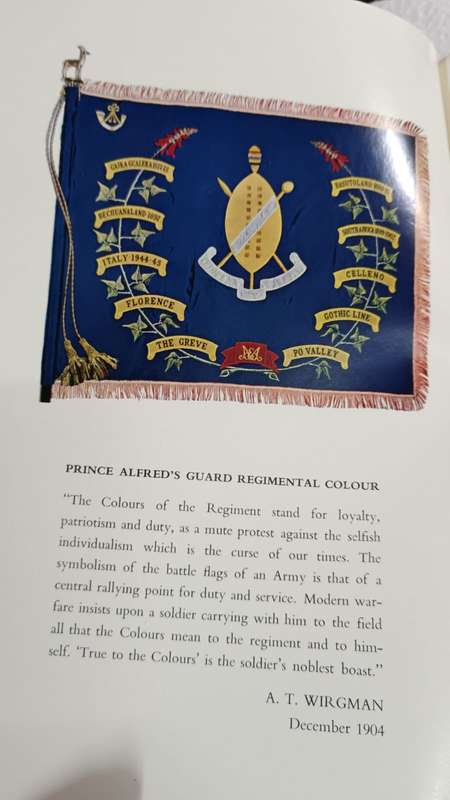 GAIKA GCALEKA 1877
BASUTOLAND 1880-81
BECHUANALAND 1897
SOUTH AFRICA 1899-1902
ITALY 1944-45
CELLENO
FLORENCE
GOTHIC LINE
THE GREVE
PO VALLEY
PRINCE ALFRED'S GUARD REGIMENTAL COLOUR
"The Colours of the Regiment stand for loyalty,
patriotism and duty, as a mute protest against the selfish
individualism which is the curse of our times. The
symbolism of the battle flags of an Army is that of a
central rallying point for duty and service. Modern war-
fare insists upon a soldier carrying with him to the field
all that the Colours mean to the regiment and to him-
self. 'True to the Colours' is the soldier's noblest boast."
A. T. WIRGMAN
December 1904